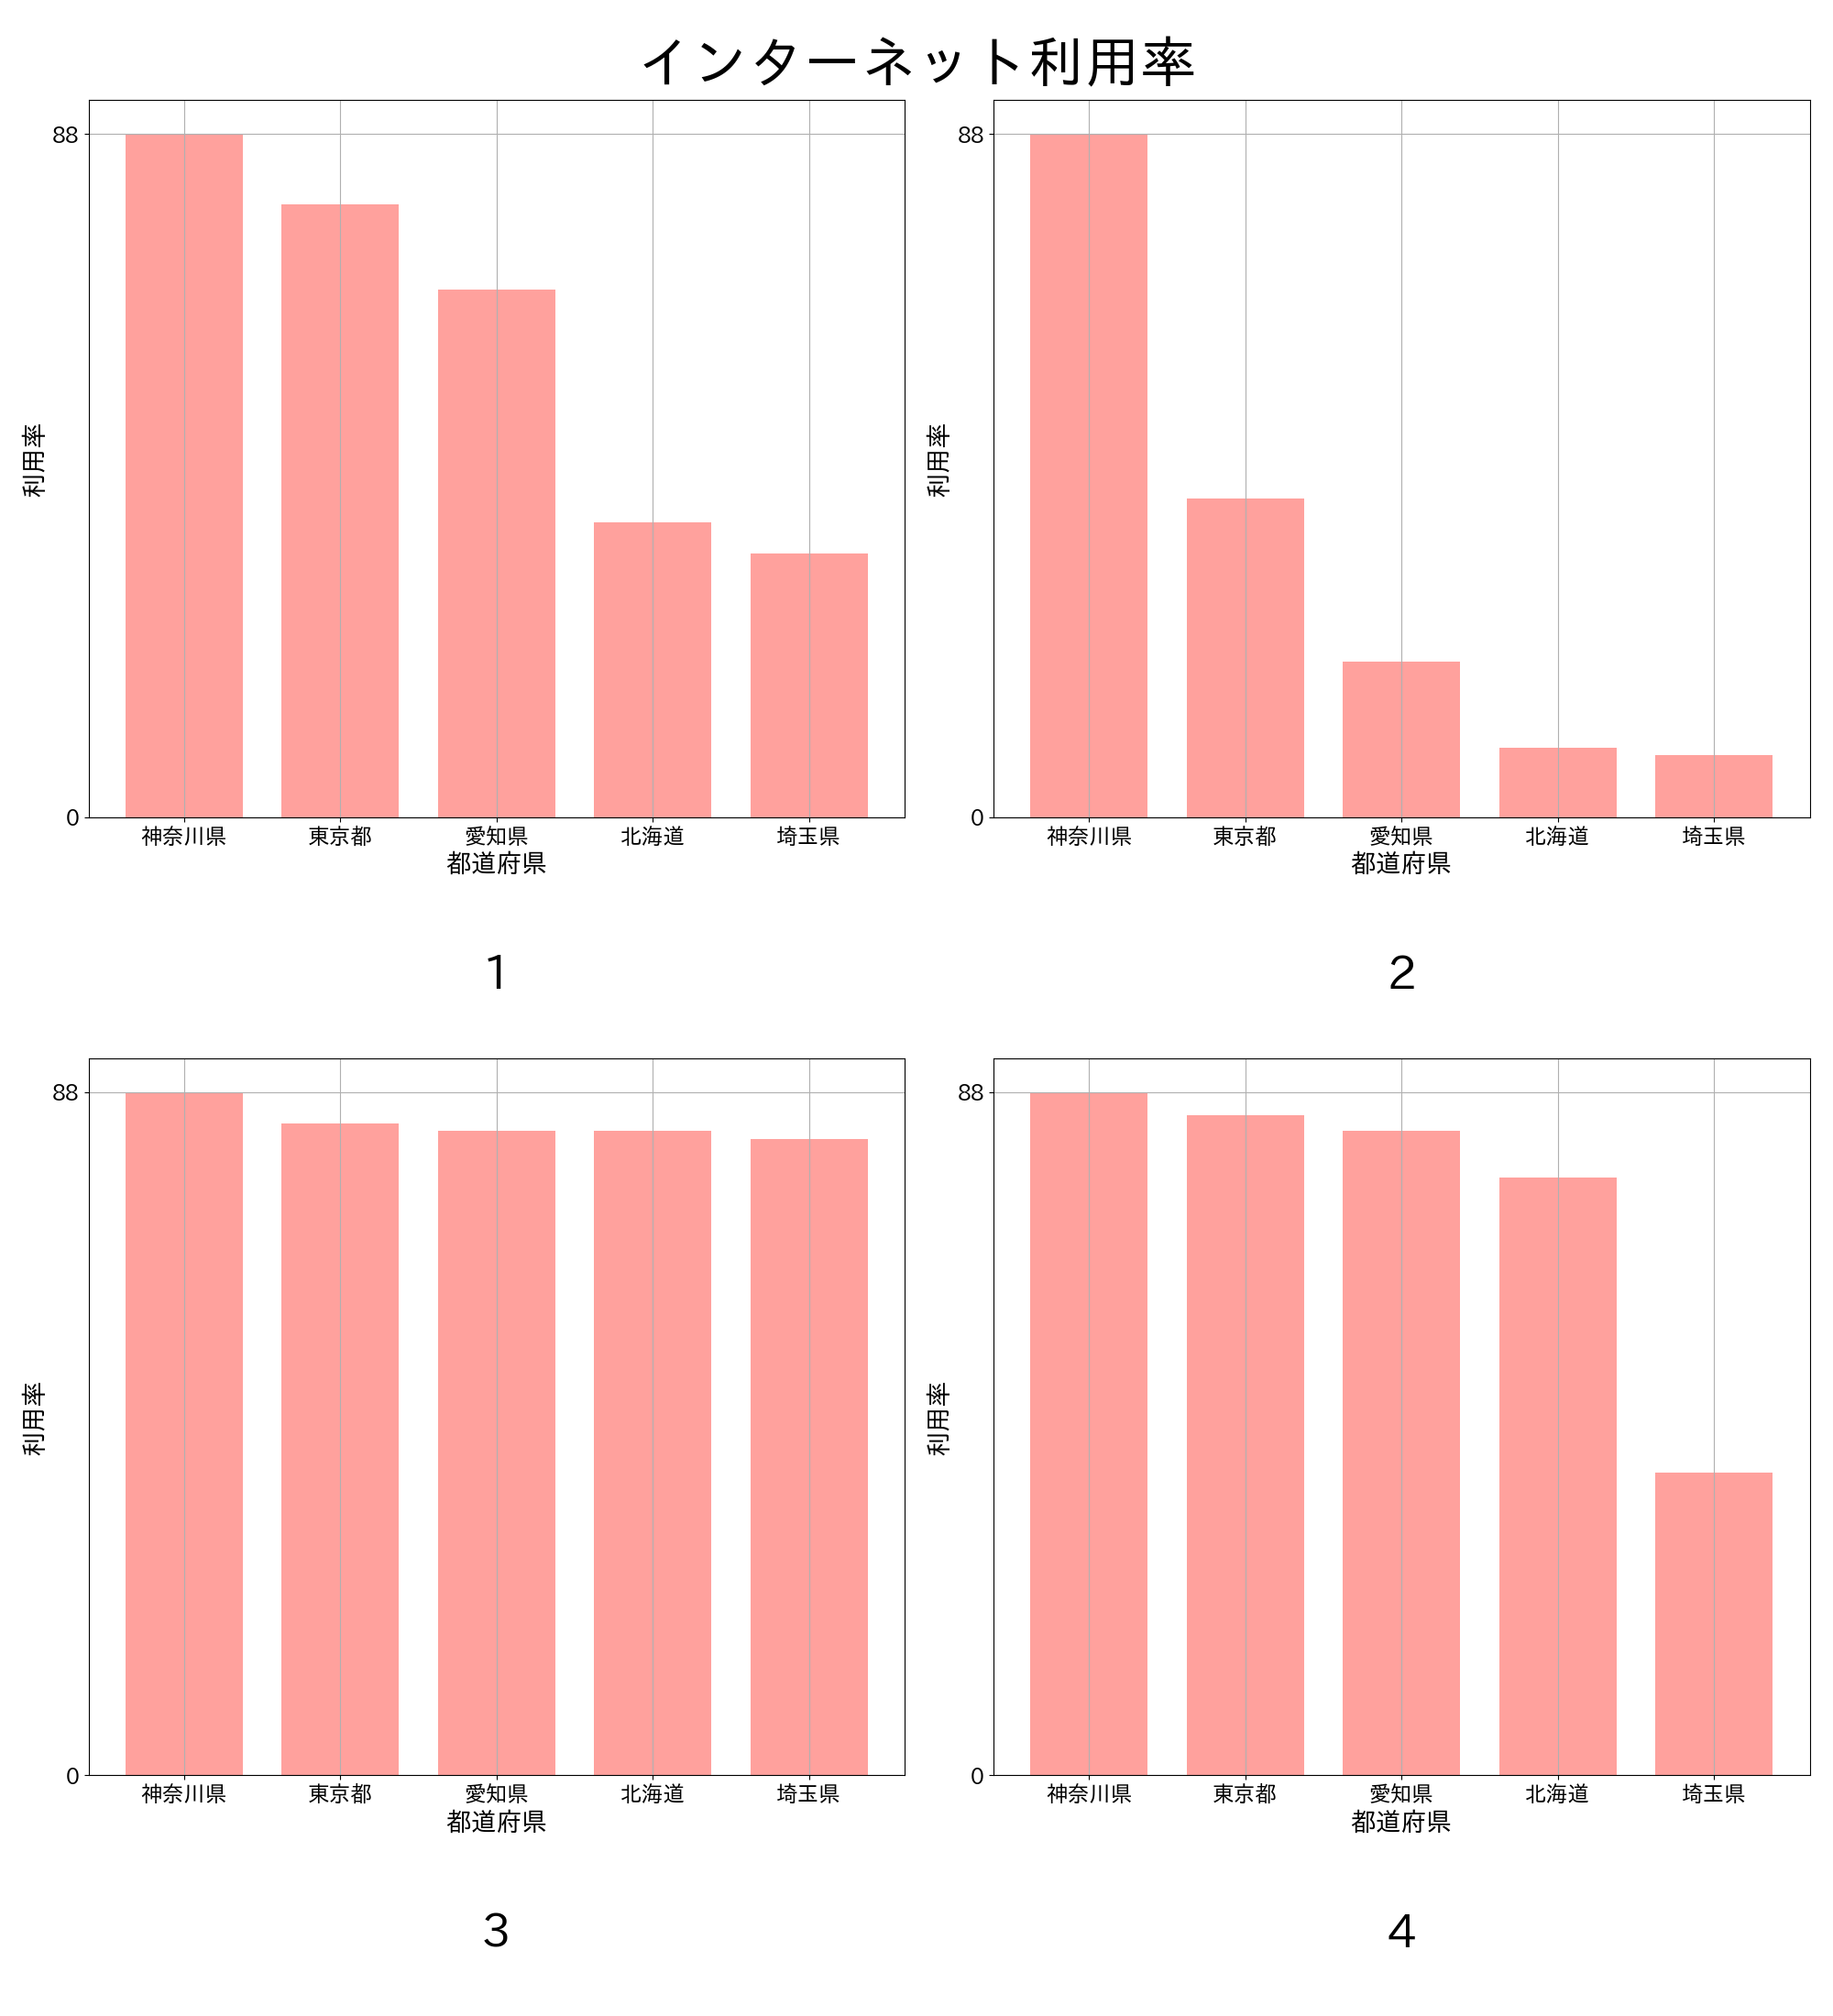 インターネット利用率
88
0
利用率
神奈川県 東京都 愛知県 北海道 埼玉県
都道府県
1
88
0
利用率
神奈川県 東京都 愛知県 北海道 埼玉県
都道府県
2
88
0
利用率
神奈川県 東京都 愛知県 北海道 埼玉県
都道府県
3
88
0
利用率
神奈川県 東京都 愛知県 北海道 埼玉県
都道府県
4